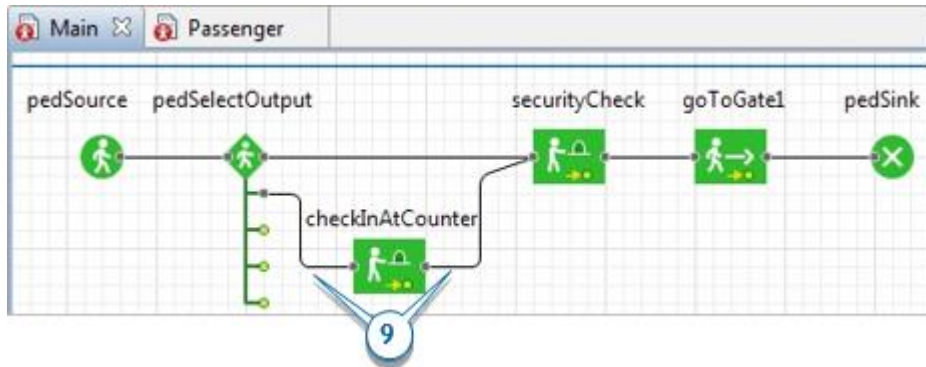 Main
Passenger
pedSource
pedSelectOutput
securityCheck
goToGate1
pedSink
checkInAtCounter
9